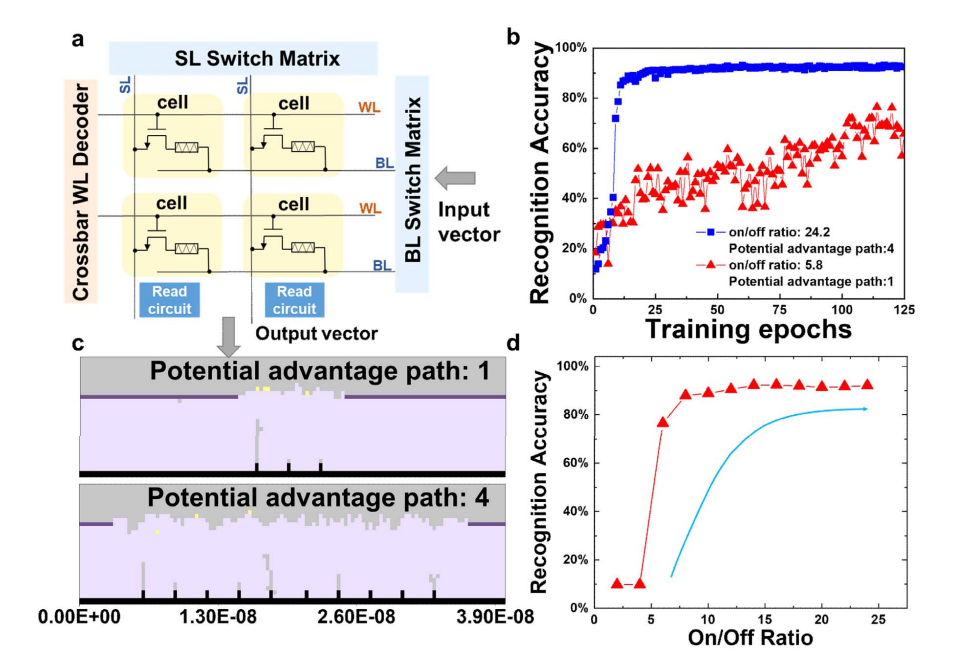 a
SL Switch Matrix
Crossbar WL Decoder
SL
SL
cell
cell
WL
BL
cell
cell
WL
BL
BL Switch Matrix
Input
vector
Read
circuit
Read
circuit
Output vector
b
Recognition Accuracy
100%
80%
60%
40%
20%
0%
on/off ratio: 24.2
Potential advantage path:4
on/off ratio: 5.8
Potential advantage path:1
0
25
50
75
100
125
Training epochs
c
Potential advantage path: 1
Potential advantage path: 4
0.00E+00
1.30E-08
2.60E-08
3.90E-08
d
Recognition Accuracy
100%
80%
60%
40%
20%
0%
0
5
10
15
20
25
On/Off Ratio